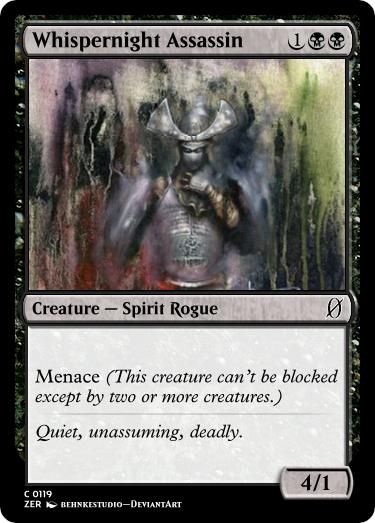 Whispernight Assassin 1
Creature — Spirit Rogue
Menace (This creature can't be blocked
except by two or more creatures.)
Quiet, unassuming, deadly.
4/1
C 0119
ZER BEHNKESTUDIO—DEVIANTART